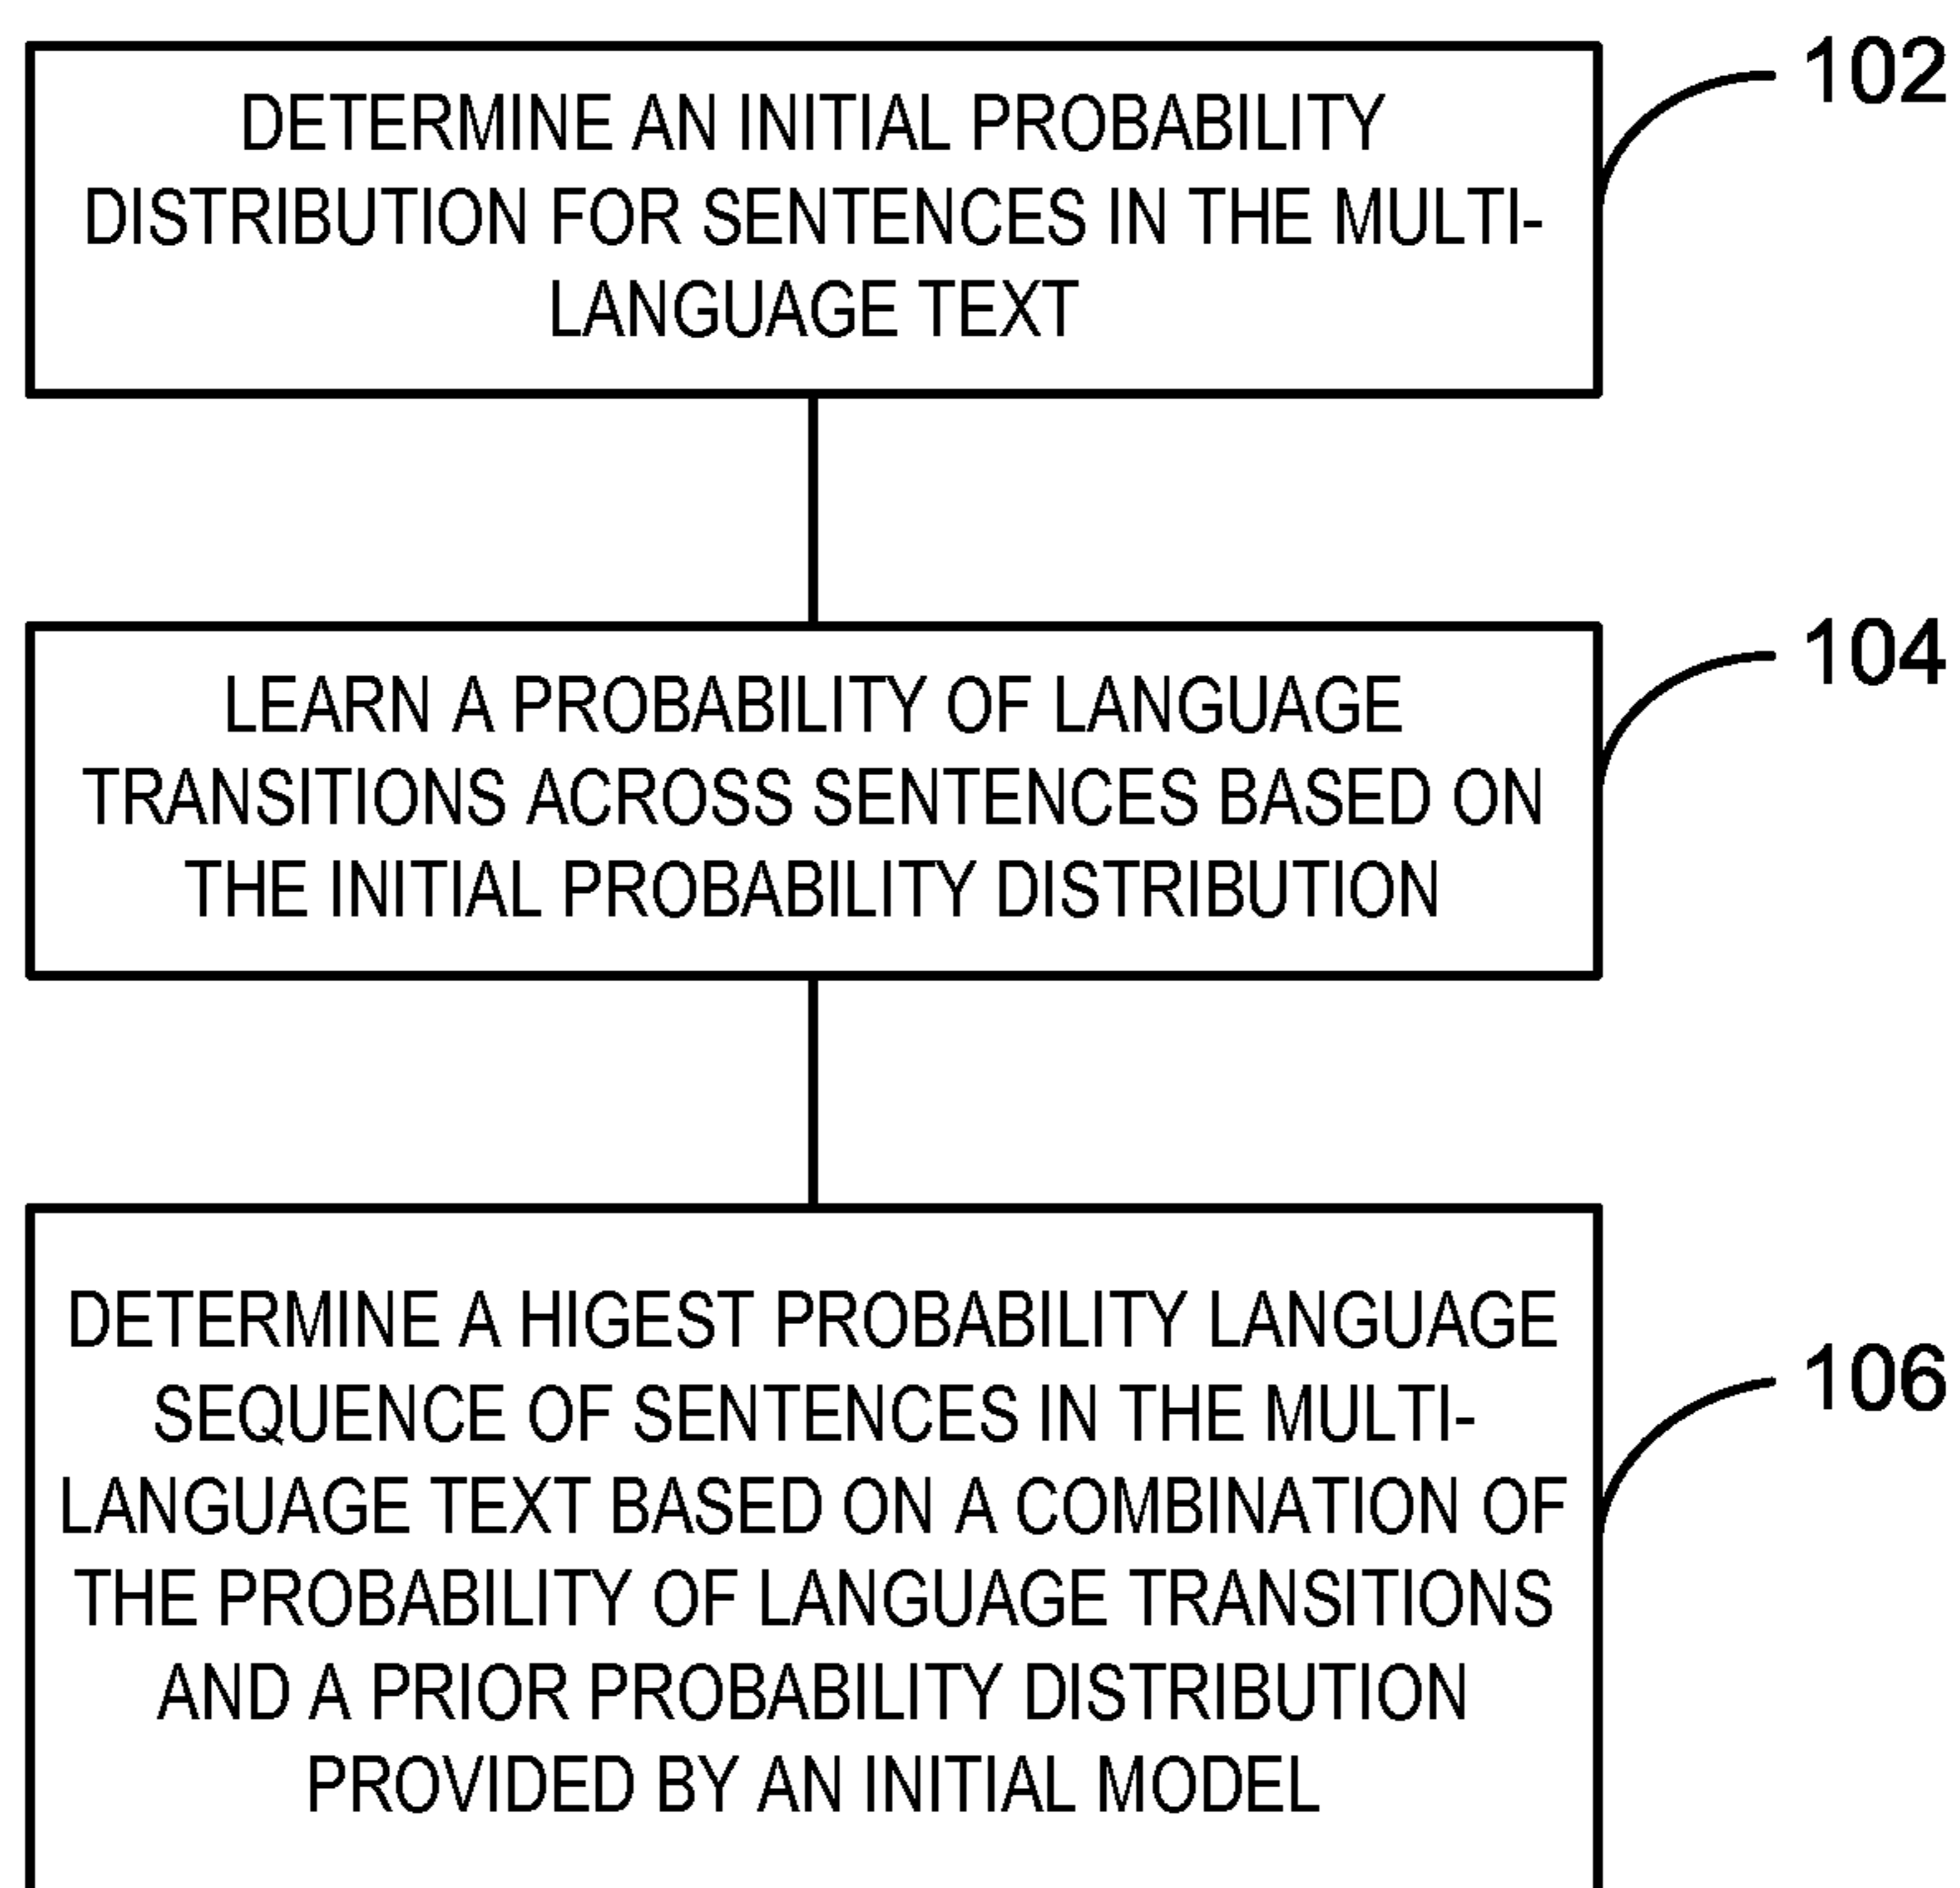 DETERMINE AN INITIAL PROBABILITY
DISTRIBUTION FOR SENTENCES IN THE MULTI-
LANGUAGE TEXT
102
LEARN A PROBABILITY OF LANGUAGE
TRANSITIONS ACROSS SENTENCES BASED ON
THE INITIAL PROBABILITY DISTRIBUTION
104
DETERMINE A HIGEST PROBABILITY LANGUAGE
SEQUENCE OF SENTENCES IN THE MULTI-
LANGUAGE TEXT BASED ON A COMBINATION OF
THE PROBABILITY OF LANGUAGE TRANSITIONS
AND A PRIOR PROBABILITY DISTRIBUTION
PROVIDED BY AN INITIAL MODEL
106